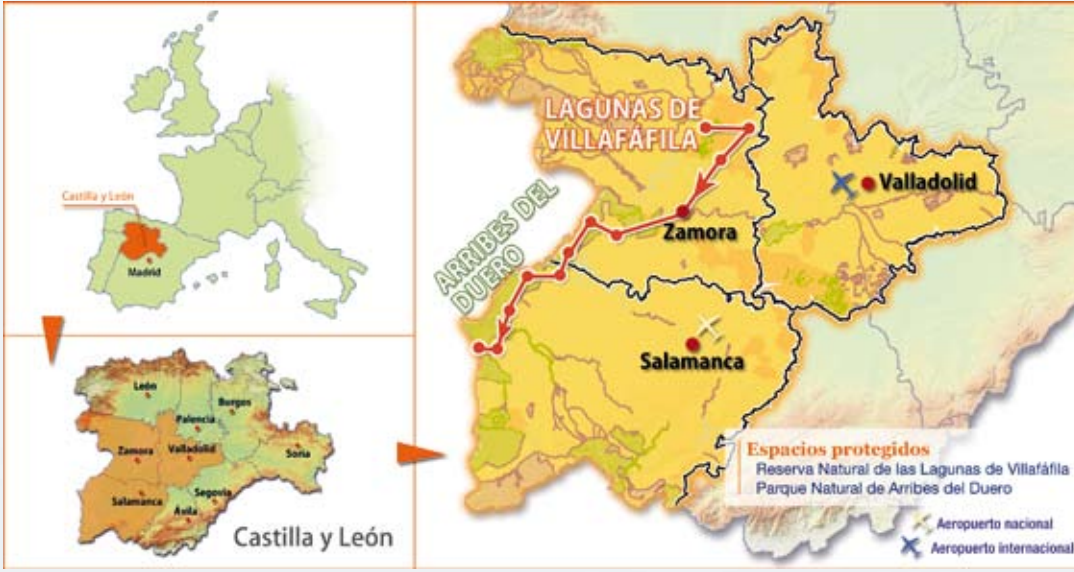 Castilla y León
Madrid
León
Burgos
Palencia
Zamora
Valladolid
Soria
Salamanca
Segovia
Ávila
Castilla y León
LAGUNAS DE
VILLAFÁFILA
Valladolid
Zamora
ARRIBES DEL
DUERO
Salamanca
Espacios protegidos
Reserva Natural de las Lagunas de Villafáfila
Parque Natural de Arribes del Duero
Aeropuerto nacional
Aeropuerto internacional